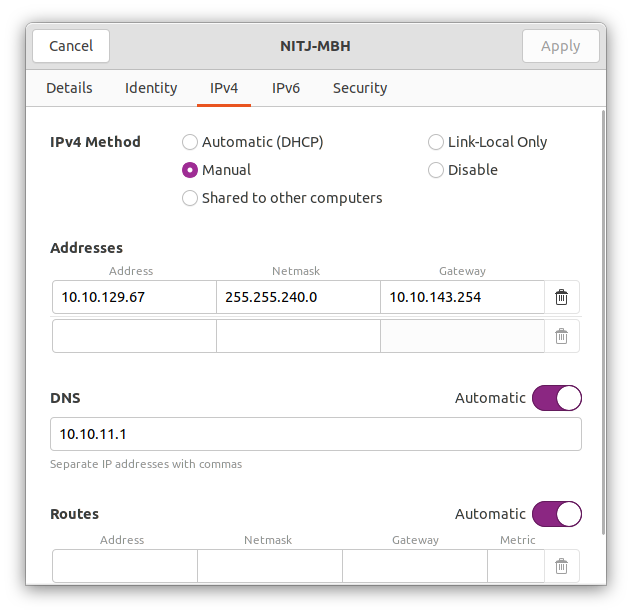 Cancel NITJ-MBH Apply
Details Identity IPv4 IPv6 Security
IPv4 Method Automatic (DHCP) Link-Local Only
Manual Disable
Shared to other computers
Addresses
Address Netmask Gateway
10.10.129.67 255.255.240.0 10.10.143.254
DNS Automatic
10.10.11.1
Separate IP addresses with commas
Routes Automatic
Address Netmask Gateway Metric